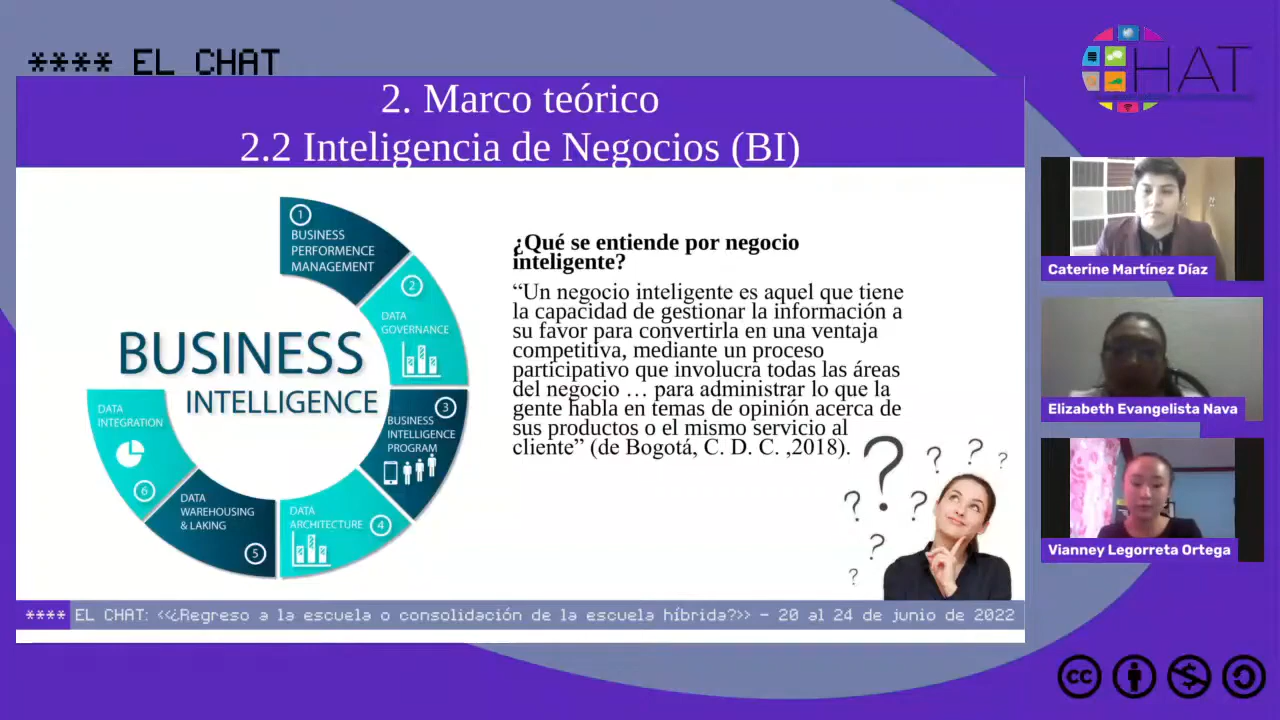 **** EL CHAT
HAT
2. Marco teórico
2.2 Inteligencia de Negocios (BI)
1
BUSINESS
PERFORMENCE
MANAGEMENT
2
DATA
GOVERNANCE
BUSINESS
INTELLIGENCE
3
BUSINESS
INTELLIGENCE
PROGRAM
DATA
ARCHITECTURE
4
DATA
WAREHOUSING
& LAKING
5
DATA
INTEGRATION
6
¿Qué se entiende por negocio
inteligente?
“Un negocio inteligente es aquel que tiene
la capacidad de gestionar la información a
su favor para convertirla en una ventaja
competitiva, mediante un proceso
participativo que involucra todas las áreas
del negocio … para administrar lo que la
gente habla en temas de opinión acerca de
sus productos o el mismo servicio al
cliente” (de Bogotá, C. D. C. ,2018).
? ? ? ? ? ? ? ?
Caterine Martínez Díaz
Elizabeth Evangelista Nava
Vianney Legorreta Ortega
**** EL CHAT: <<¿Regreso a la escuela o consolidación de la escuela híbrida?>> – 20 al 24 de junio de 2022
cc